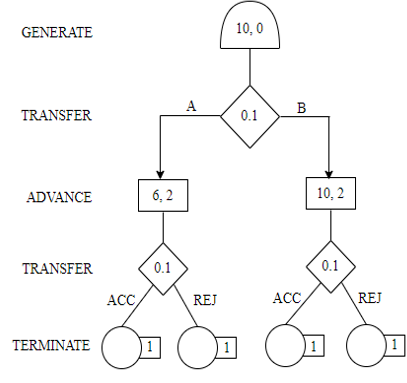 GENERATE
10, 0
TRANSFER
A
0.1
B
ADVANCE
6, 2
10, 2
TRANSFER
0.1
0.1
ACC
REJ
ACC
REJ
TERMINATE
1
1
1
1